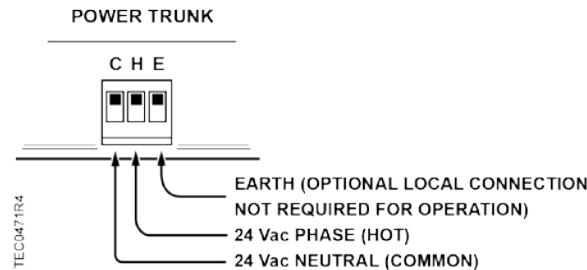 POWER TRUNK
C H E
EARTH (OPTIONAL LOCAL CONNECTION
NOT REQUIRED FOR OPERATION)
24 Vac PHASE (HOT)
24 Vac NEUTRAL (COMMON)
TEC0471R4